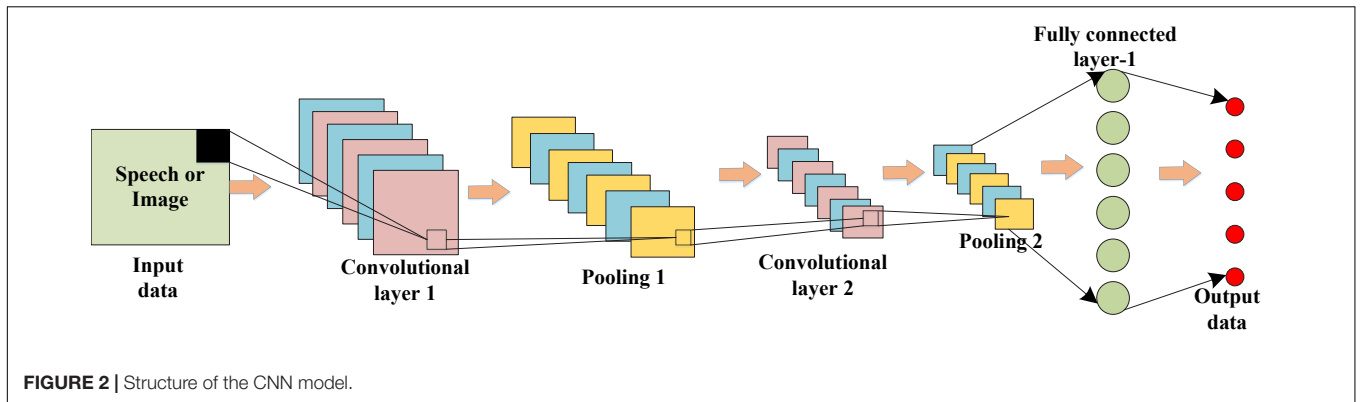 Fully connected
layer-1
Speech or
Image
Input
data
Convolutional
layer 1
Pooling 1
Convolutional
layer 2
Pooling 2
Output
data
FIGURE 2 | Structure of the CNN model.